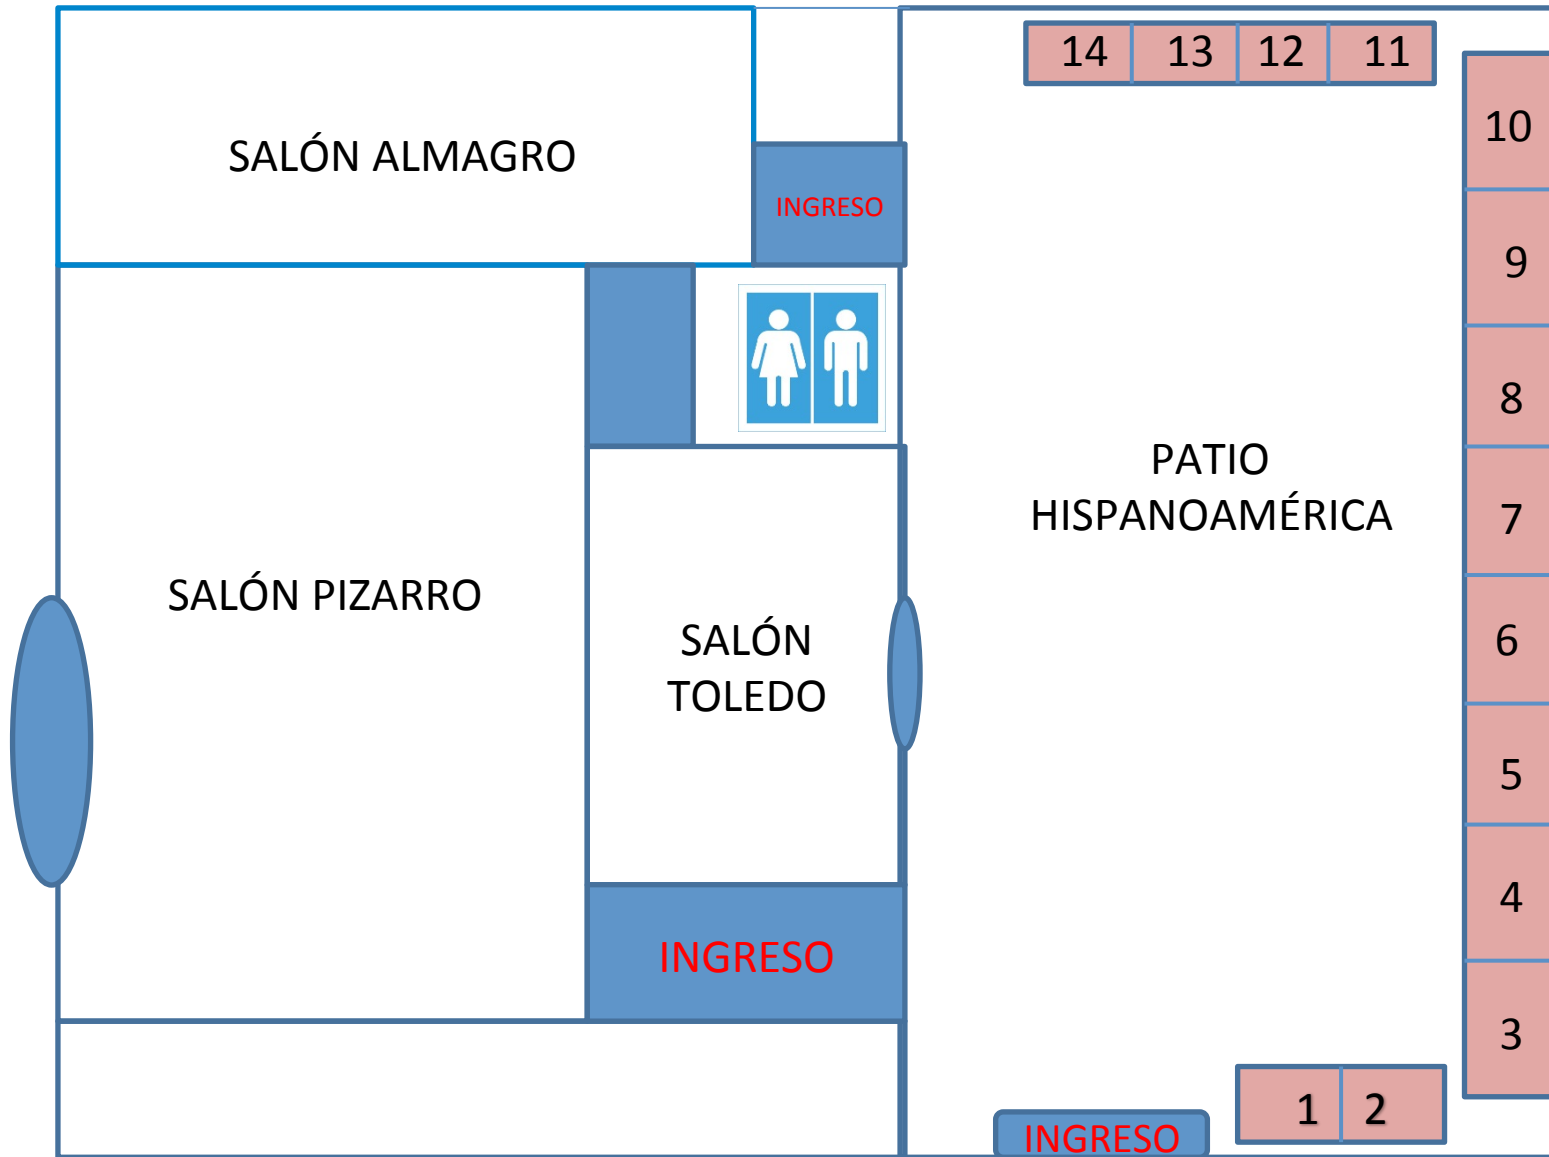 14 13 12 11
10
SALÓN ALMAGRO
INGRESO
9
8
PATIO
HISPANOAMÉRICA
7
SALÓN PIZARRO
SALÓN
TOLEDO
6
5
4
INGRESO
3
1 2
INGRESO